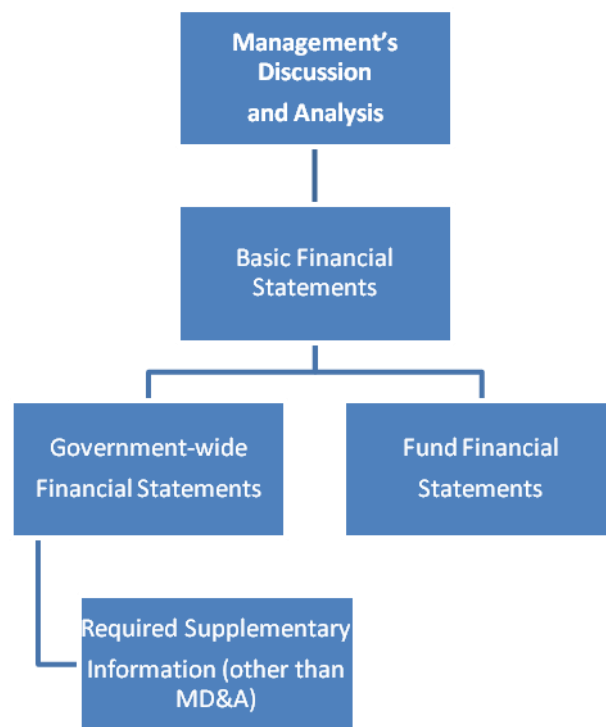 Management’s
Discussion
and Analysis
Basic Financial
Statements
Government-wide
Financial Statements
Fund Financial
Statements
Required Supplementary
Information (other than
MD&A)